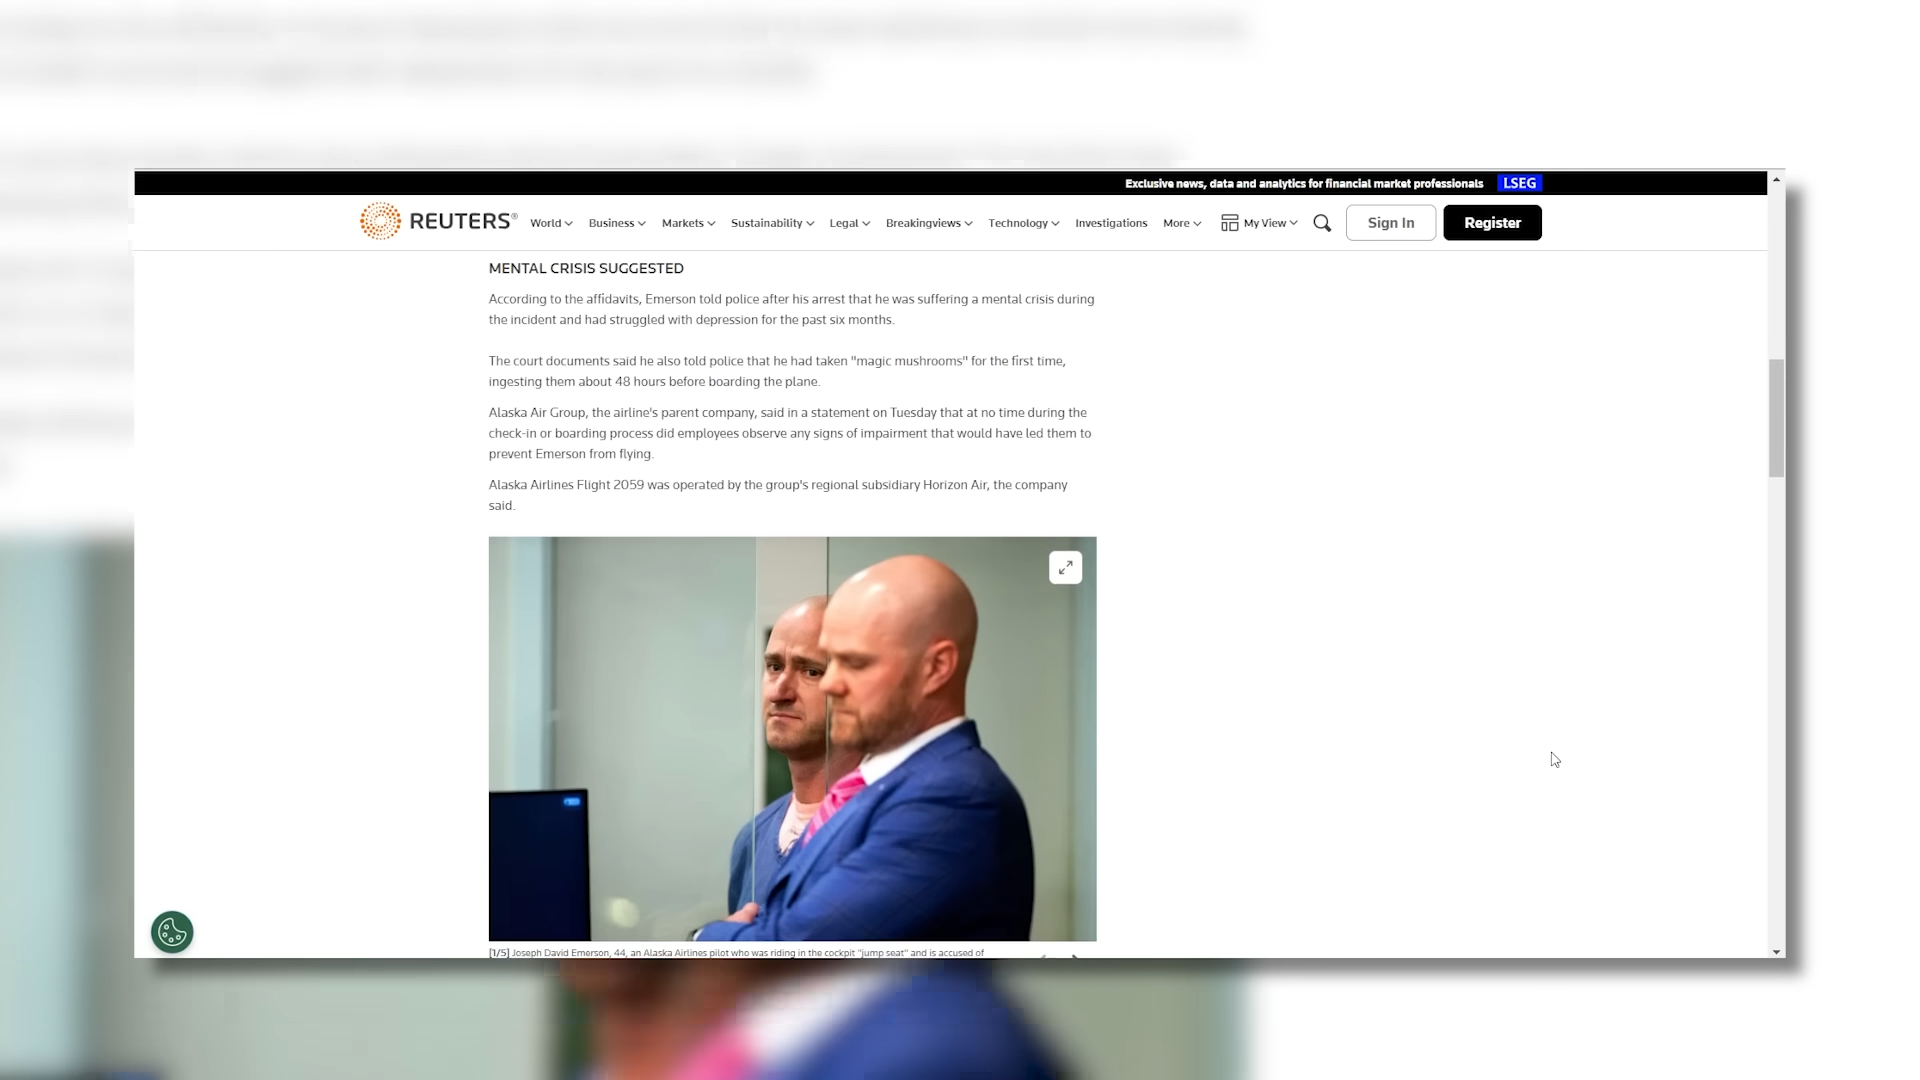 Exclusive news, data and analytics for financial market professionals LSEG
REUTERS® World Business Markets Sustainability Legal Breakingviews Technology Investigations More My View Sign In Register
MENTAL CRISIS SUGGESTED
According to the affidavits, Emerson told police after his arrest that he was suffering a mental crisis during
the incident and had struggled with depression for the past six months.
The court documents said he also told police that he had taken "magic mushrooms" for the first time,
ingesting them about 48 hours before boarding the plane.
Alaska Air Group, the airline's parent company, said in a statement on Tuesday that at no time during the
check-in or boarding process did employees observe any signs of impairment that would have led them to
prevent Emerson from flying.
Alaska Airlines Flight 2059 was operated by the group's regional subsidiary Horizon Air, the company
said.
[1/5] Joseph David Emerson, 44, an Alaska Airlines pilot who was riding in the cockpit "jump seat" and is accused of